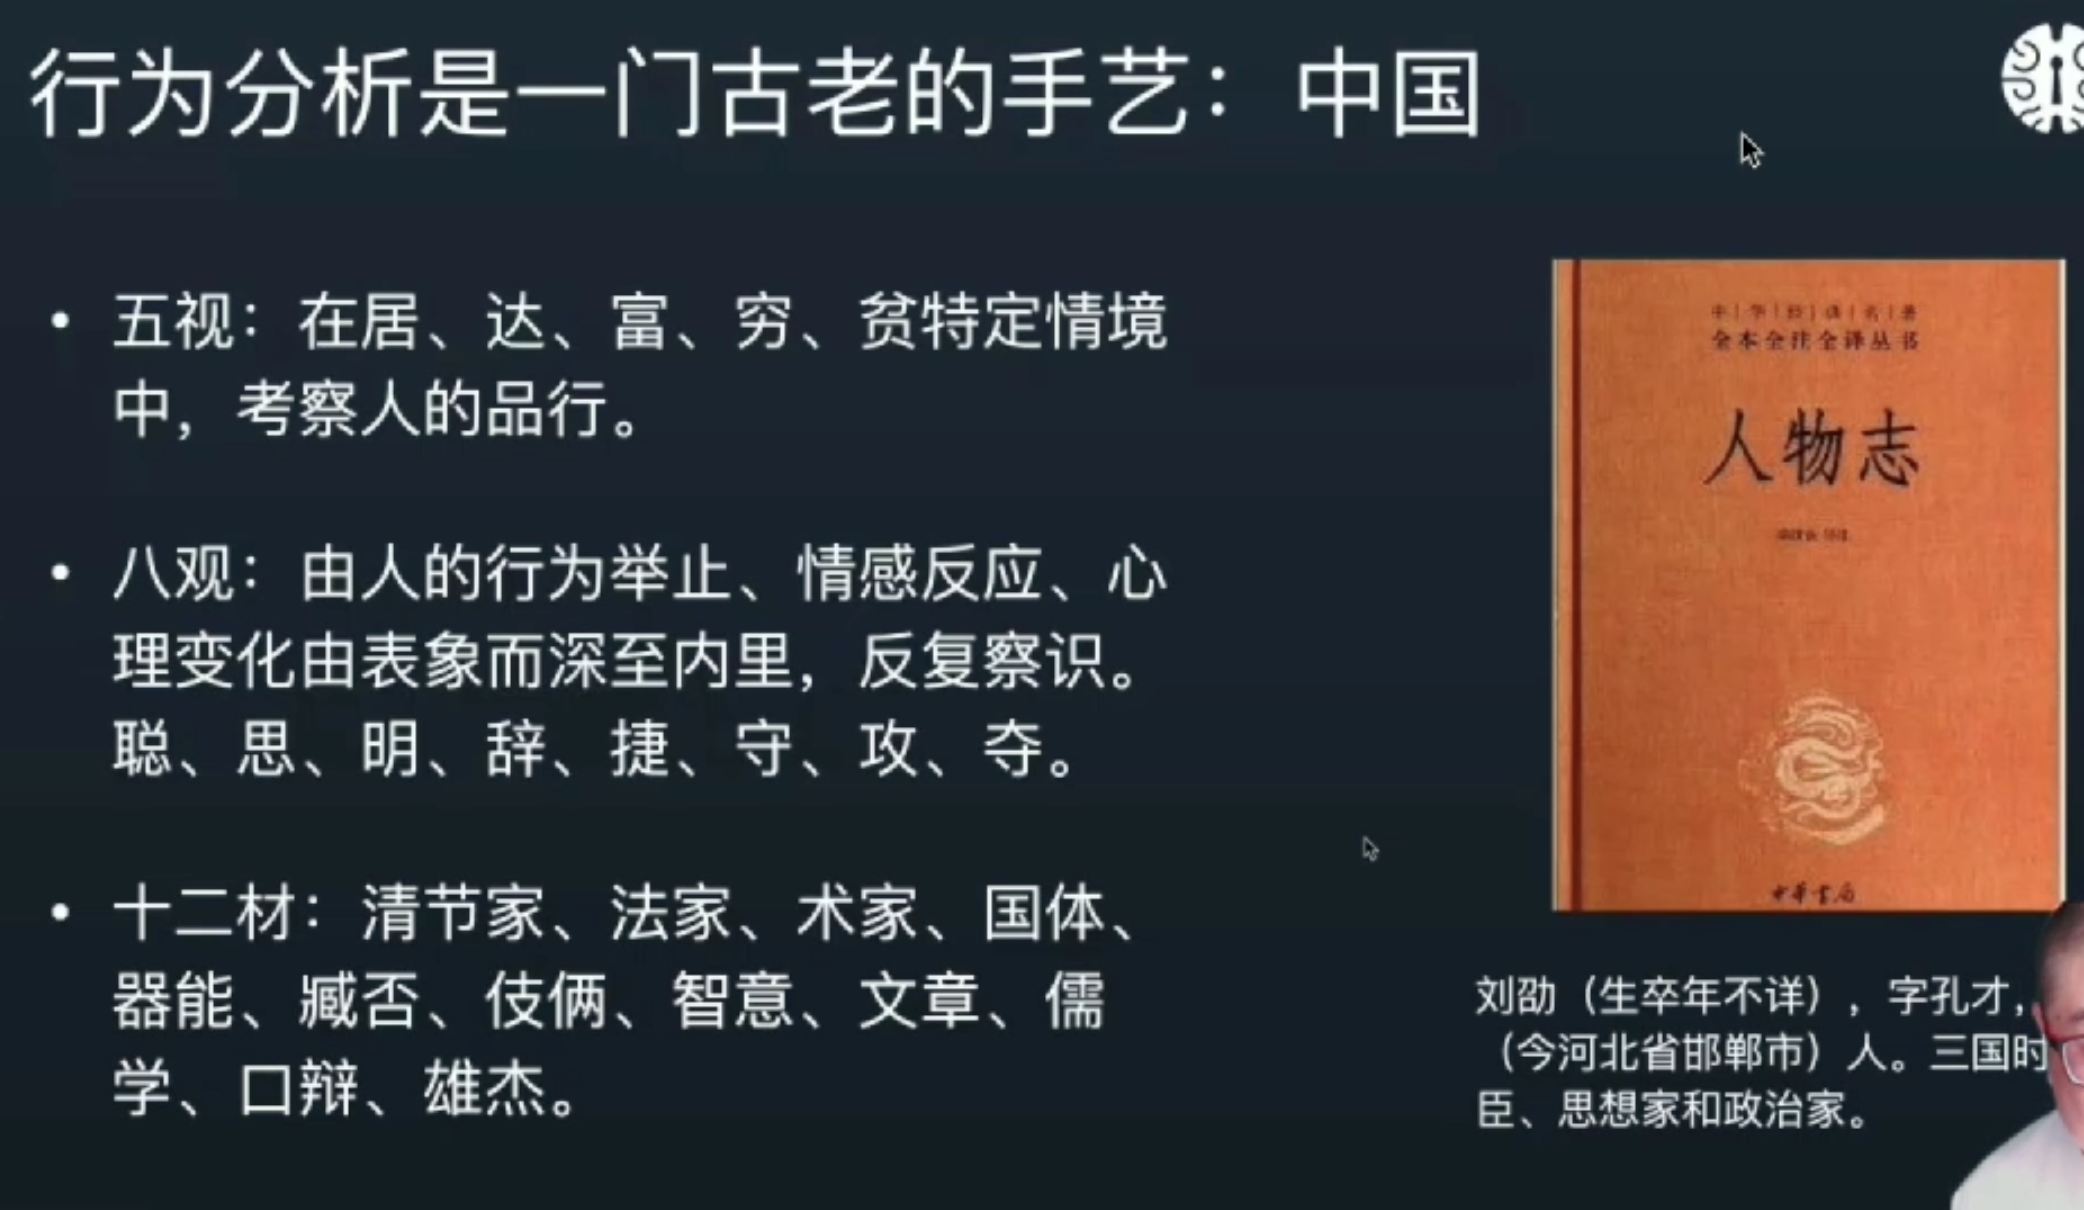 行为分析是一门古老的手艺：中国
• 五视：在居、达、富、穷、贫特定情境
中，考察人的品行。
• 八观：由人的行为举止、情感反应、心
理变化由表象而深至内里，反复察识。
聪、思、明、辞、捷、守、攻、夺。
• 十二材：清节家、法家、术家、国体、
器能、臧否、伎俩、智意、文章、儒
学、口辩、雄杰。
中|华|经|典|名|著
全本全注全译丛书
人物志
中華書局
刘劭（生卒年不详），字孔才，
（今河北省邯郸市）人。三国时
臣、思想家和政治家。